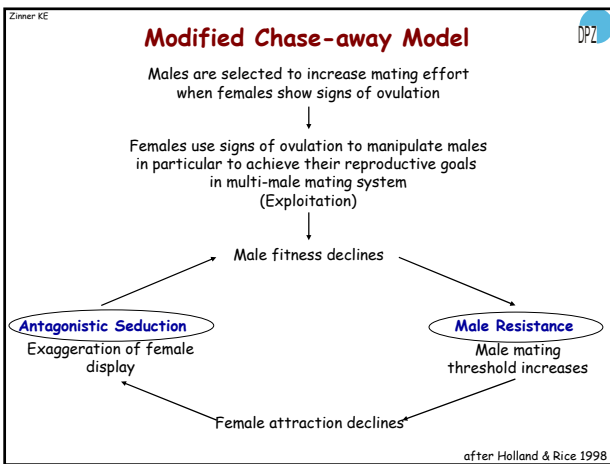 Zinner KE
Modified Chase-away Model
DPZ
Males are selected to increase mating effort
when females show signs of ovulation
Females use signs of ovulation to manipulate males
in particular to achieve their reproductive goals
in multi-male mating system
(Exploitation)
Male fitness declines
Antagonistic Seduction
Exaggeration of female
display
Male Resistance
Male mating
threshold increases
Female attraction declines
after Holland & Rice 1998